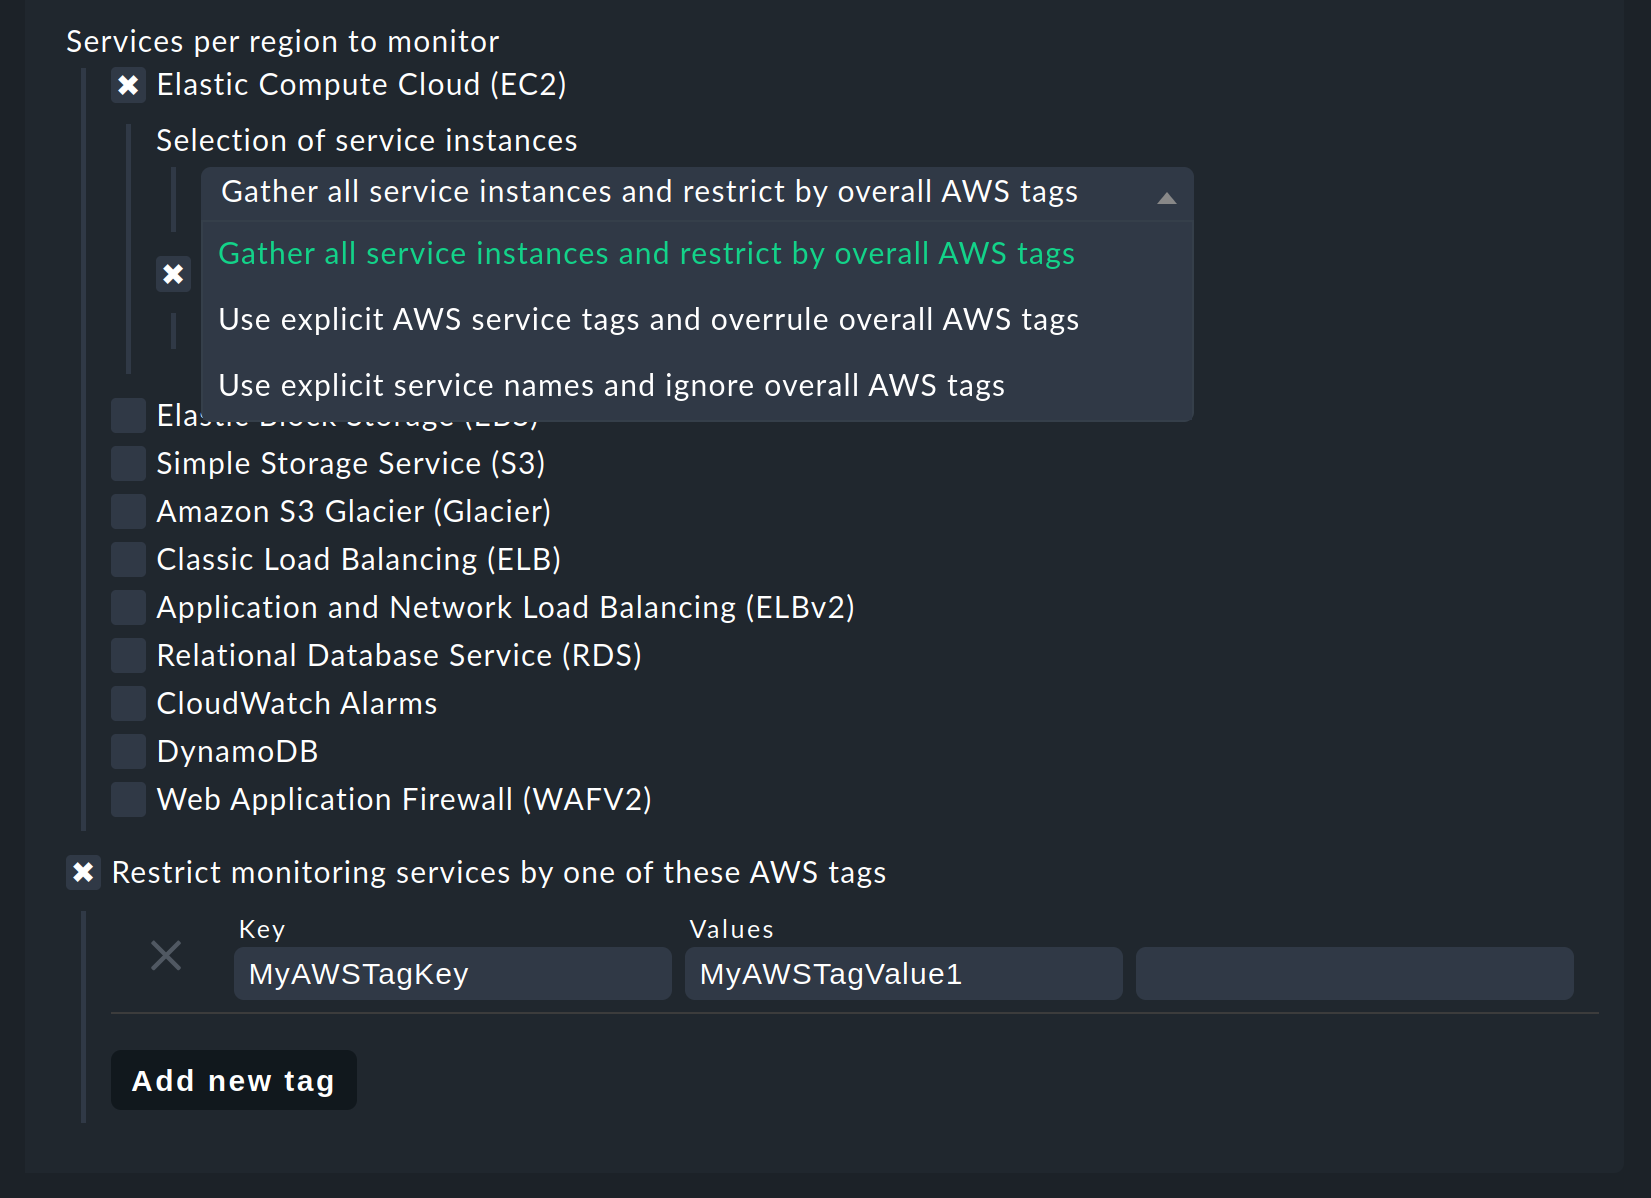 Services per region to monitor
Elastic Compute Cloud (EC2)
Selection of service instances
Gather all service instances and restrict by overall AWS tags
Gather all service instances and restrict by overall AWS tags
Use explicit AWS service tags and overrule overall AWS tags
Use explicit service names and ignore overall AWS tags
Elastic Block Storage (EBS)
Simple Storage Service (S3)
Amazon S3 Glacier (Glacier)
Classic Load Balancing (ELB)
Application and Network Load Balancing (ELBv2)
Relational Database Service (RDS)
CloudWatch Alarms
DynamoDB
Web Application Firewall (WAFV2)
Restrict monitoring services by one of these AWS tags
Key Values
MyAWSTagKey MyAWSTagValue1
Add new tag